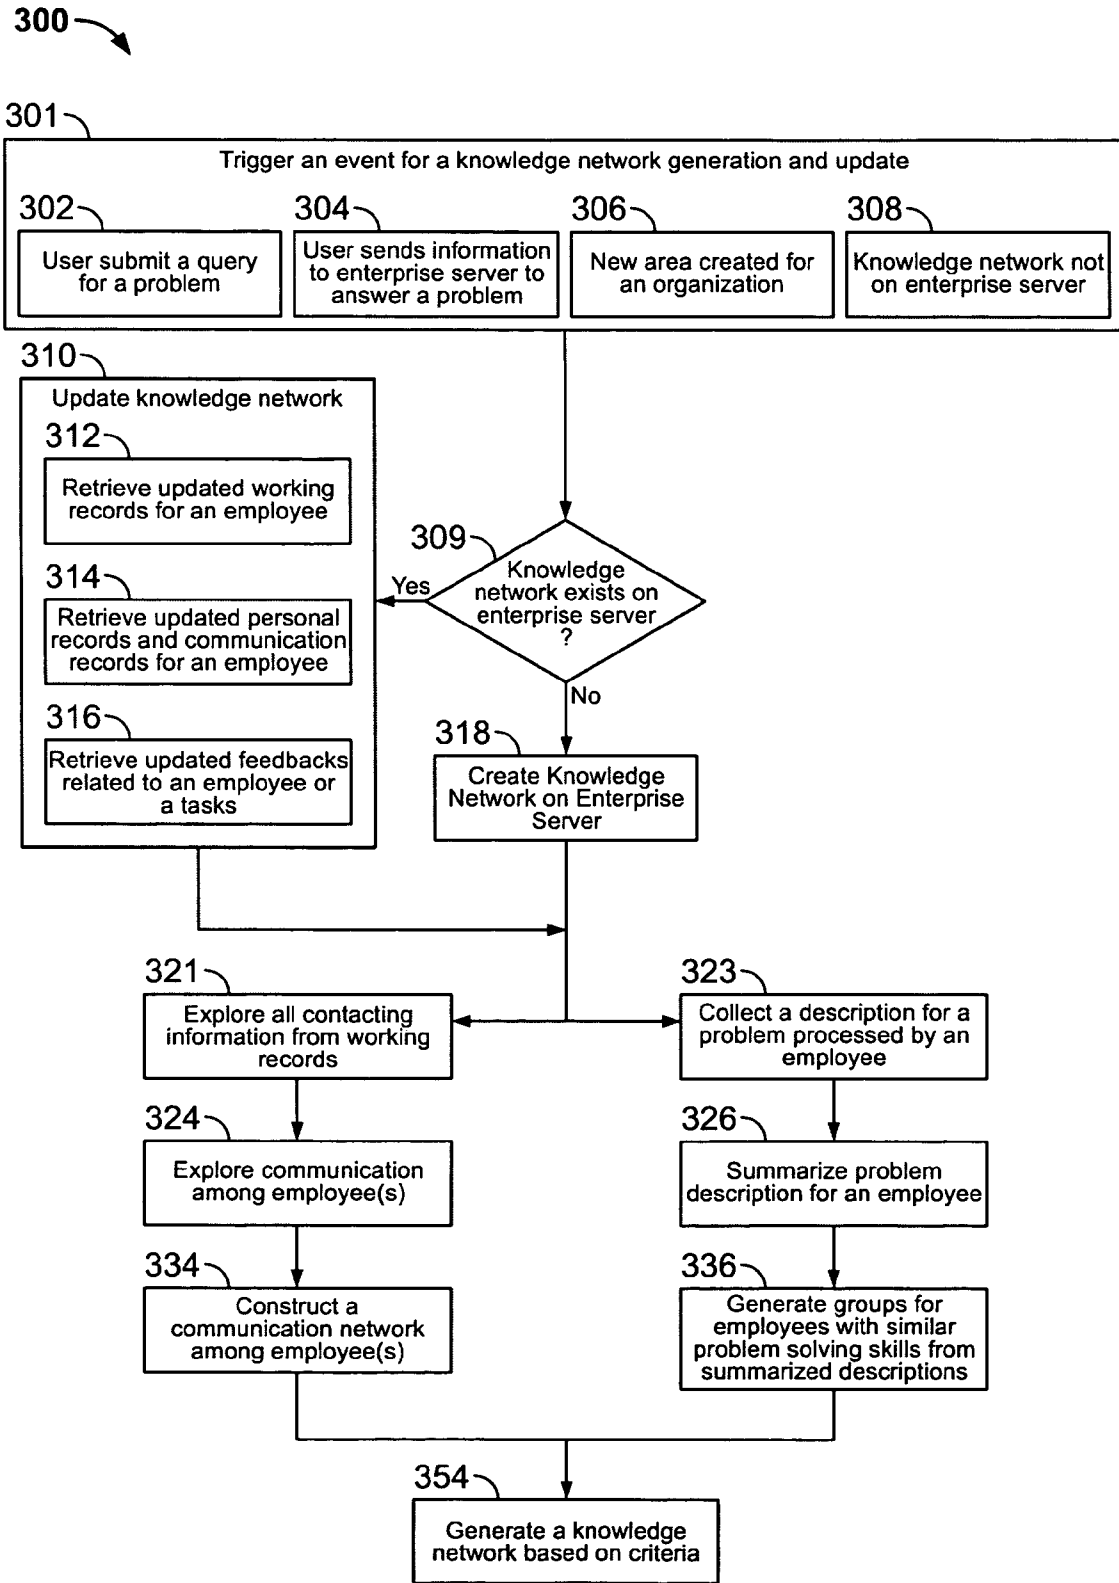 300
301
Trigger an event for a knowledge network generation and update
302
User submit a query
for a problem
304
User sends information
to enterprise server to
answer a problem
306
New area created for
an organization
308
Knowledge network not
on enterprise server
310
Update knowledge network
312
Retrieve updated working
records for an employee
314
Retrieve updated personal
records and communication
records for an employee
316
Retrieve updated feedbacks
related to an employee or
a tasks
309
Knowledge
network exists on
enterprise server
?
Yes
No
318
Create Knowledge
Network on Enterprise
Server
321
Explore all contacting
information from working
records
323
Collect a description for a
problem processed by an
employee
324
Explore communication
among employee(s)
326
Summarize problem
description for an employee
334
Construct a
communication network
among employee(s)
336
Generate groups for
employees with similar
problem solving skills from
summarized descriptions
354
Generate a knowledge
network based on criteria